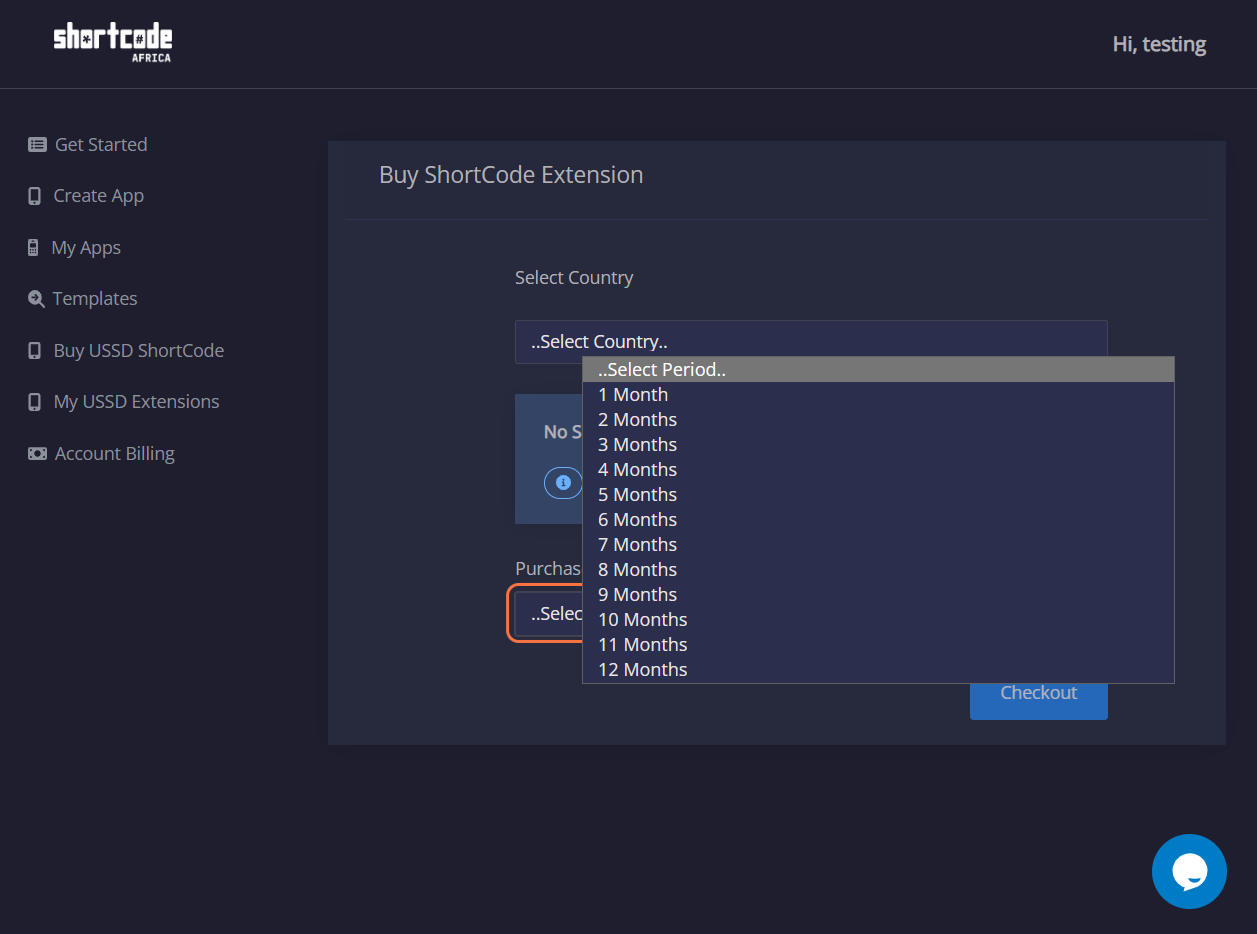 shortcode
AFRICA
Hi, testing
Get Started
Create App
My Apps
Templates
Buy USSD ShortCode
My USSD Extensions
Account Billing
Buy ShortCode Extension
Select Country
..Select Country..
..Select Period..
1 Month
2 Months
3 Months
4 Months
5 Months
6 Months
7 Months
8 Months
9 Months
10 Months
11 Months
12 Months
No S
Purchas
..Selec
Checkout